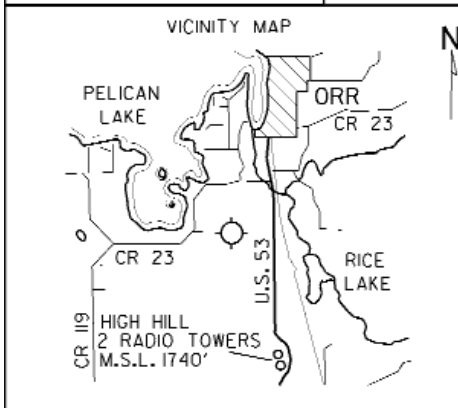 VICINITY MAP
N
PELICAN
LAKE
ORR
CR 23
CR 23
U.S. 53
RICE
LAKE
CR 119
HIGH HILL
2 RADIO TOWERS
M.S.L. 1740'